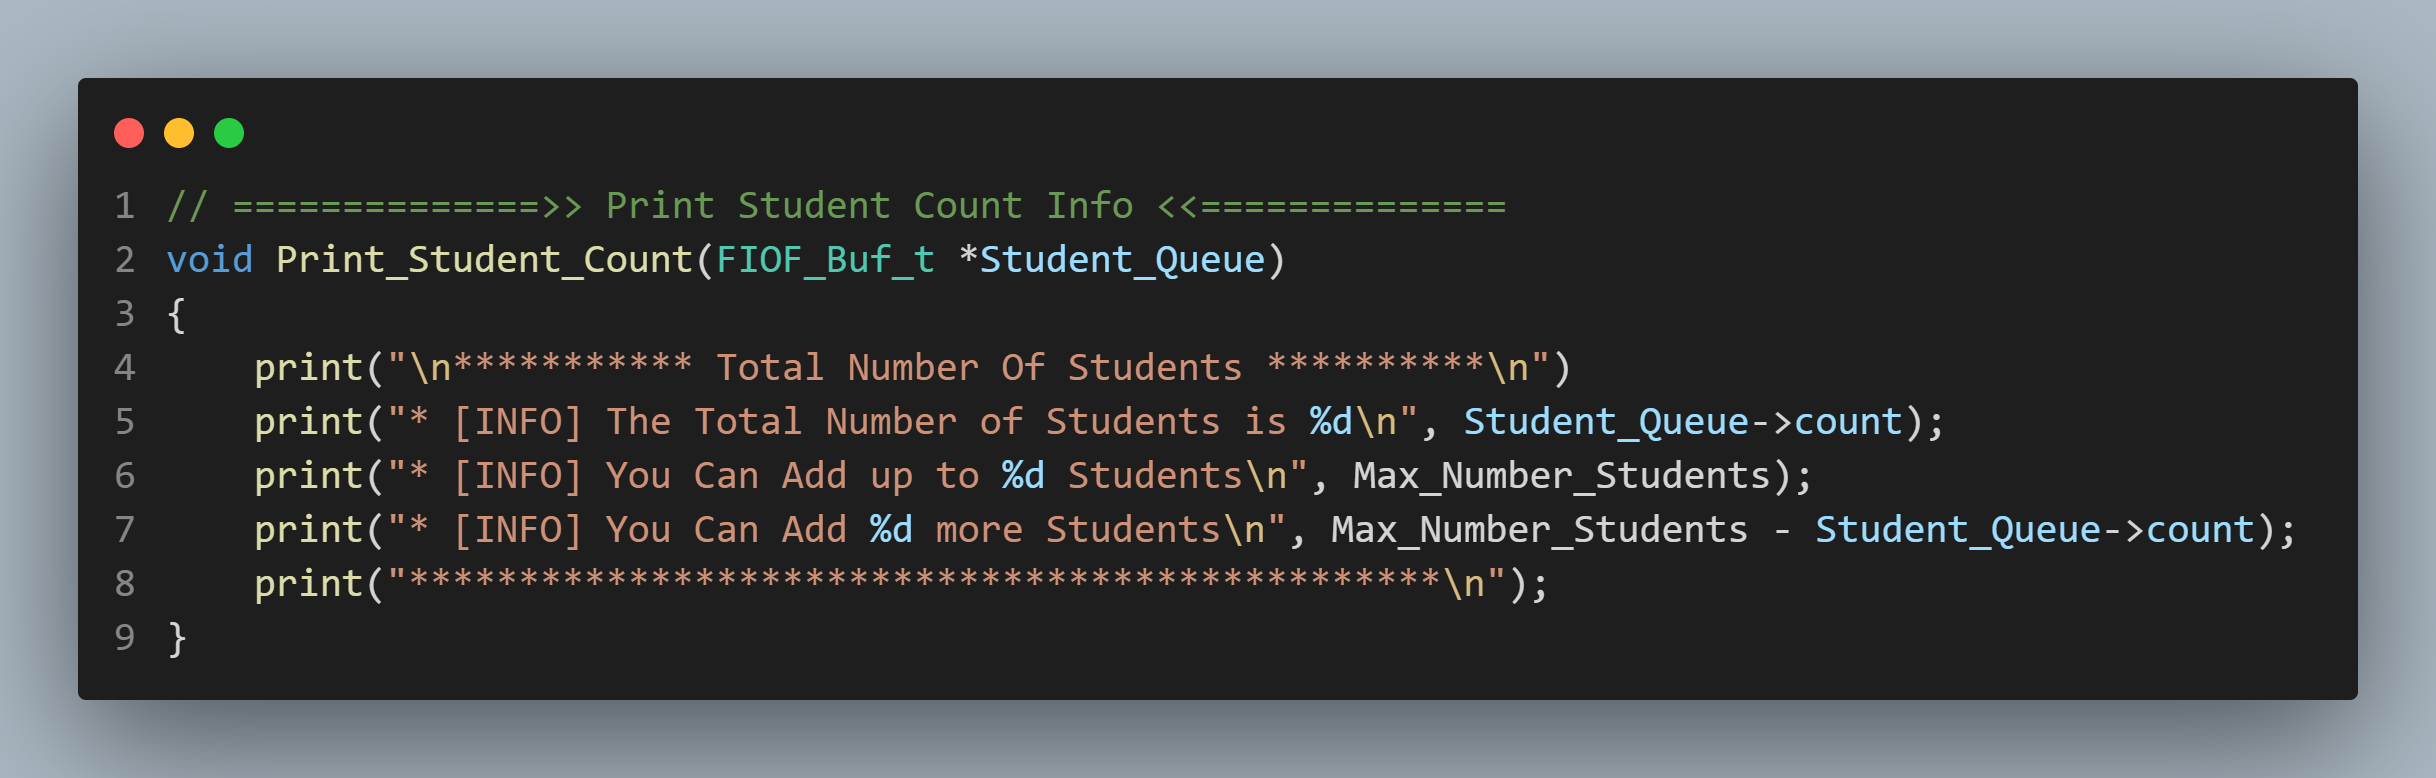 1 // ==============>> Print Student Count Info <<==============
2 void Print_Student_Count(FIOF_Buf_t *Student_Queue)
3 {
4     print("\n*********** Total Number Of Students **********\n")
5     print("* [INFO] The Total Number of Students is %d\n", Student_Queue->count);
6     print("* [INFO] You Can Add up to %d Students\n", Max_Number_Students);
7     print("* [INFO] You Can Add %d more Students\n", Max_Number_Students - Student_Queue->count);
8     print("***********************************************\n");
9 }